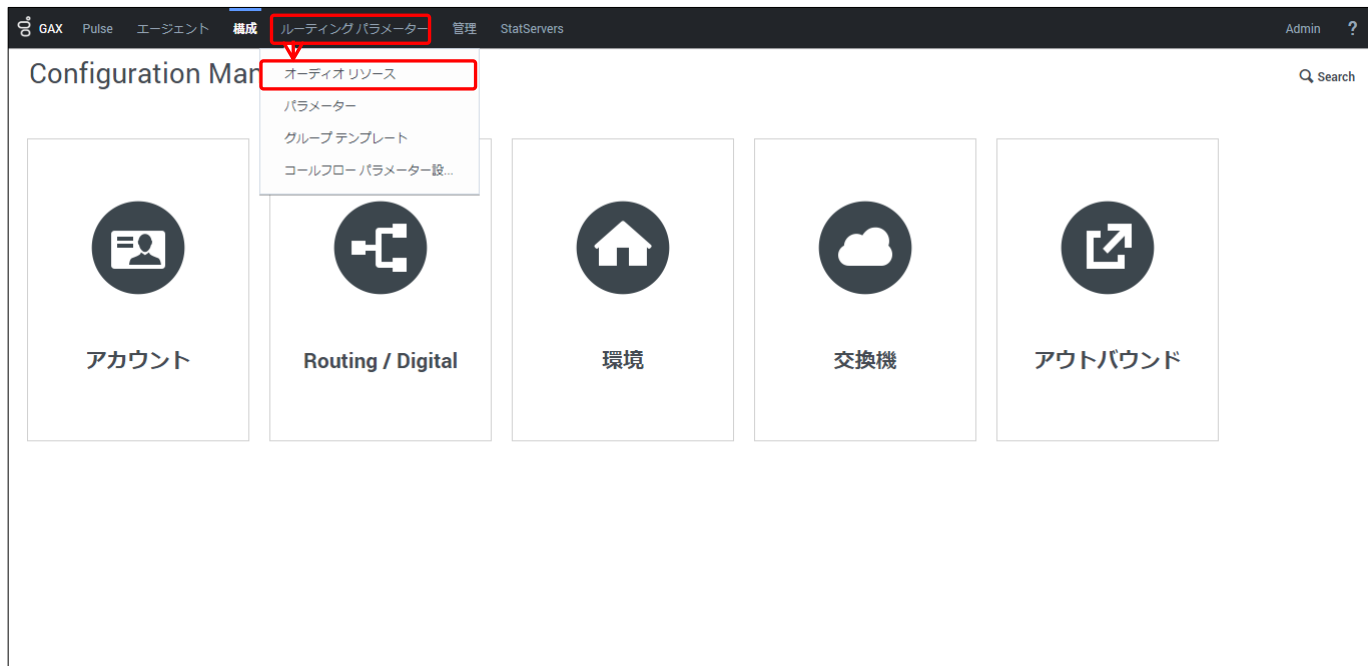 GAX Pulse エージェント 構成 ルーティング パラメーター 管理 StatServers Admin ?
Configuration Mar
Search
オーディオ リソース
パラメーター
グループ テンプレート
コールフロー パラメーター設...
アカウント
Routing / Digital
環境
交換機
アウトバウンド